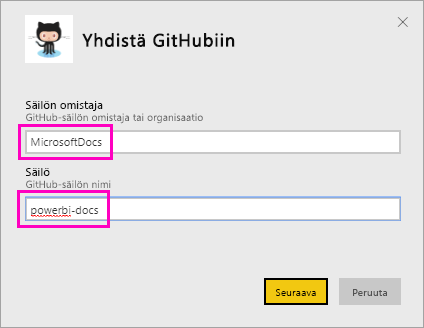 Yhdistä GitHubiin
Säilön omistaja
GitHub-säilön omistaja tai organisaatio
MicrosoftDocs
Säilö
GitHub-säilön nimi
powerbi-docs
Seuraava
Peruuta